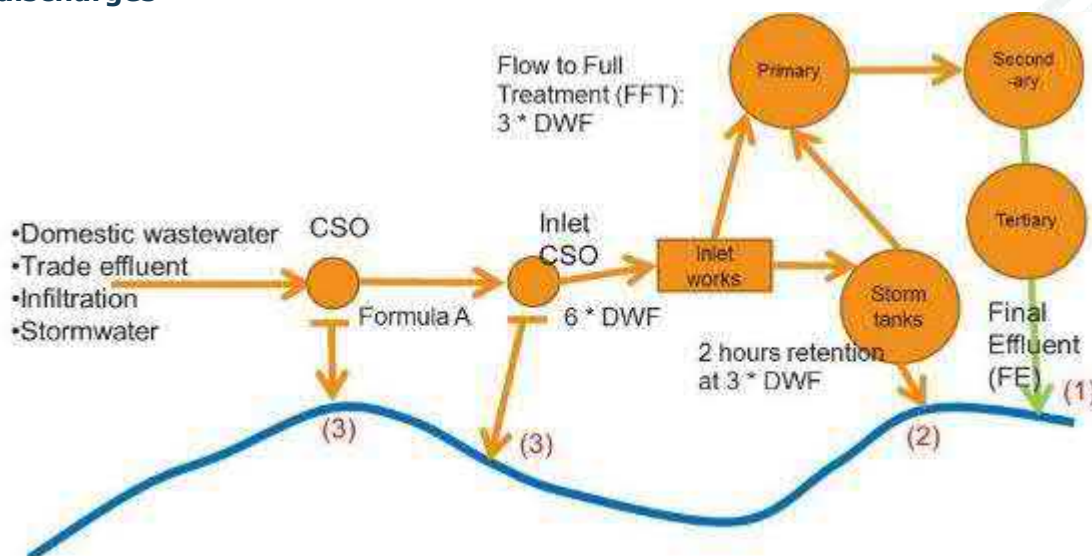 discharges
Flow to Full
Treatment (FFT):
3 * DWF
Primary
Second
-ary
•Domestic wastewater
•Trade effluent
•Infiltration
•Stormwater
CSO
Formula A
Inlet
CSO
6 * DWF
Inlet
works
Storm
tanks
2 hours retention
at 3 * DWF
Tertiary
Final
Effluent
(FE)
(1)
(2)
(3)
(3)